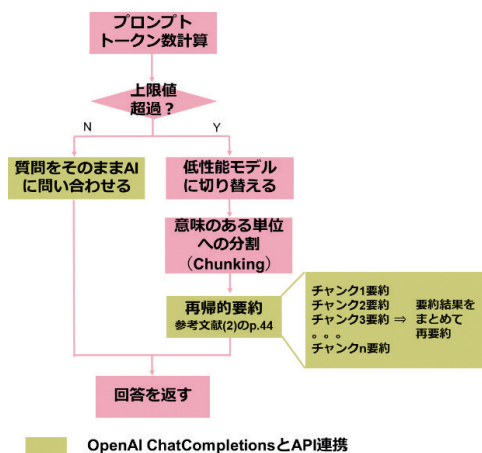 プロンプト
トークン数計算
上限値
超過？
N
Y
質問をそのままAI
に問い合わせる
低性能モデル
に切り替える
意味のある単位
への分割
（Chunking）
再帰的要約
参考文献(2)のp.44
チャンク1要約
チャンク2要約 要約結果を
チャンク3要約 ⇒ まとめて
。。。 再要約
チャンクn要約
回答を返す
OpenAI ChatCompletionsとAPI連携